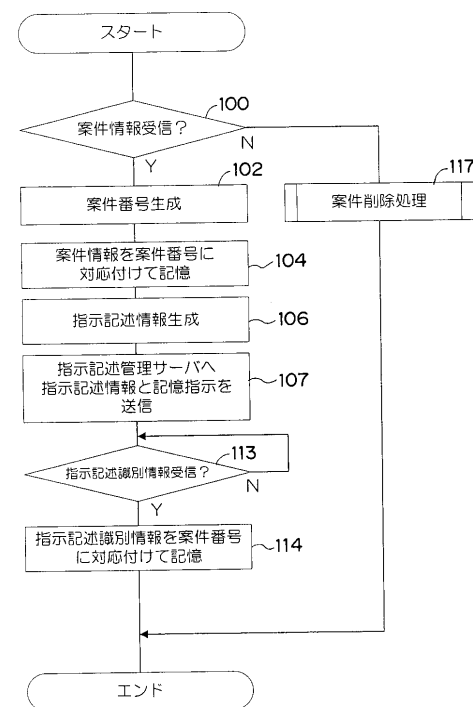 スタート
100
案件情報受信?
N
Y
102
117
案件番号生成
案件削除処理
案件情報を案件番号に
対応付けて記憶
104
指示記述情報生成
106
指示記述管理サーバへ
指示記述情報と記憶指示を
送信
107
113
指示記述識別情報受信?
N
Y
指示記述識別情報を案件番号
に対応付けて記憶
114
エンド